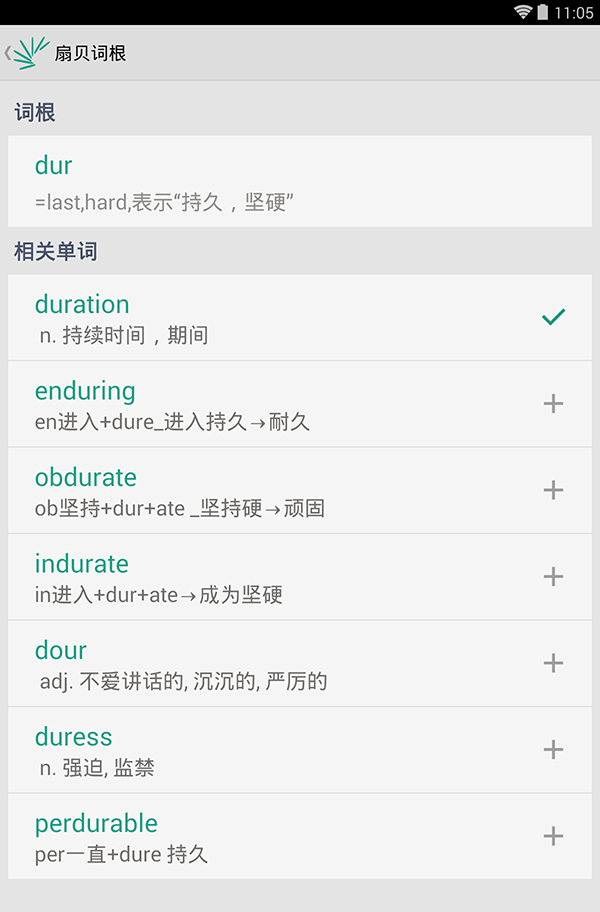 11:05
扇贝词根
词根
dur
=last,hard,表示“持久，坚硬”
相关单词
duration
n. 持续时间，期间
enduring
en进入+dure_进入持久→耐久
obdurate
ob坚持+dur+ate _坚持硬→顽固
indurate
in进入+dur+ate→成为坚硬
dour
adj. 不爱讲话的, 沉沉的, 严厉的
duress
n. 强迫, 监禁
perdurable
per一直+dure 持久